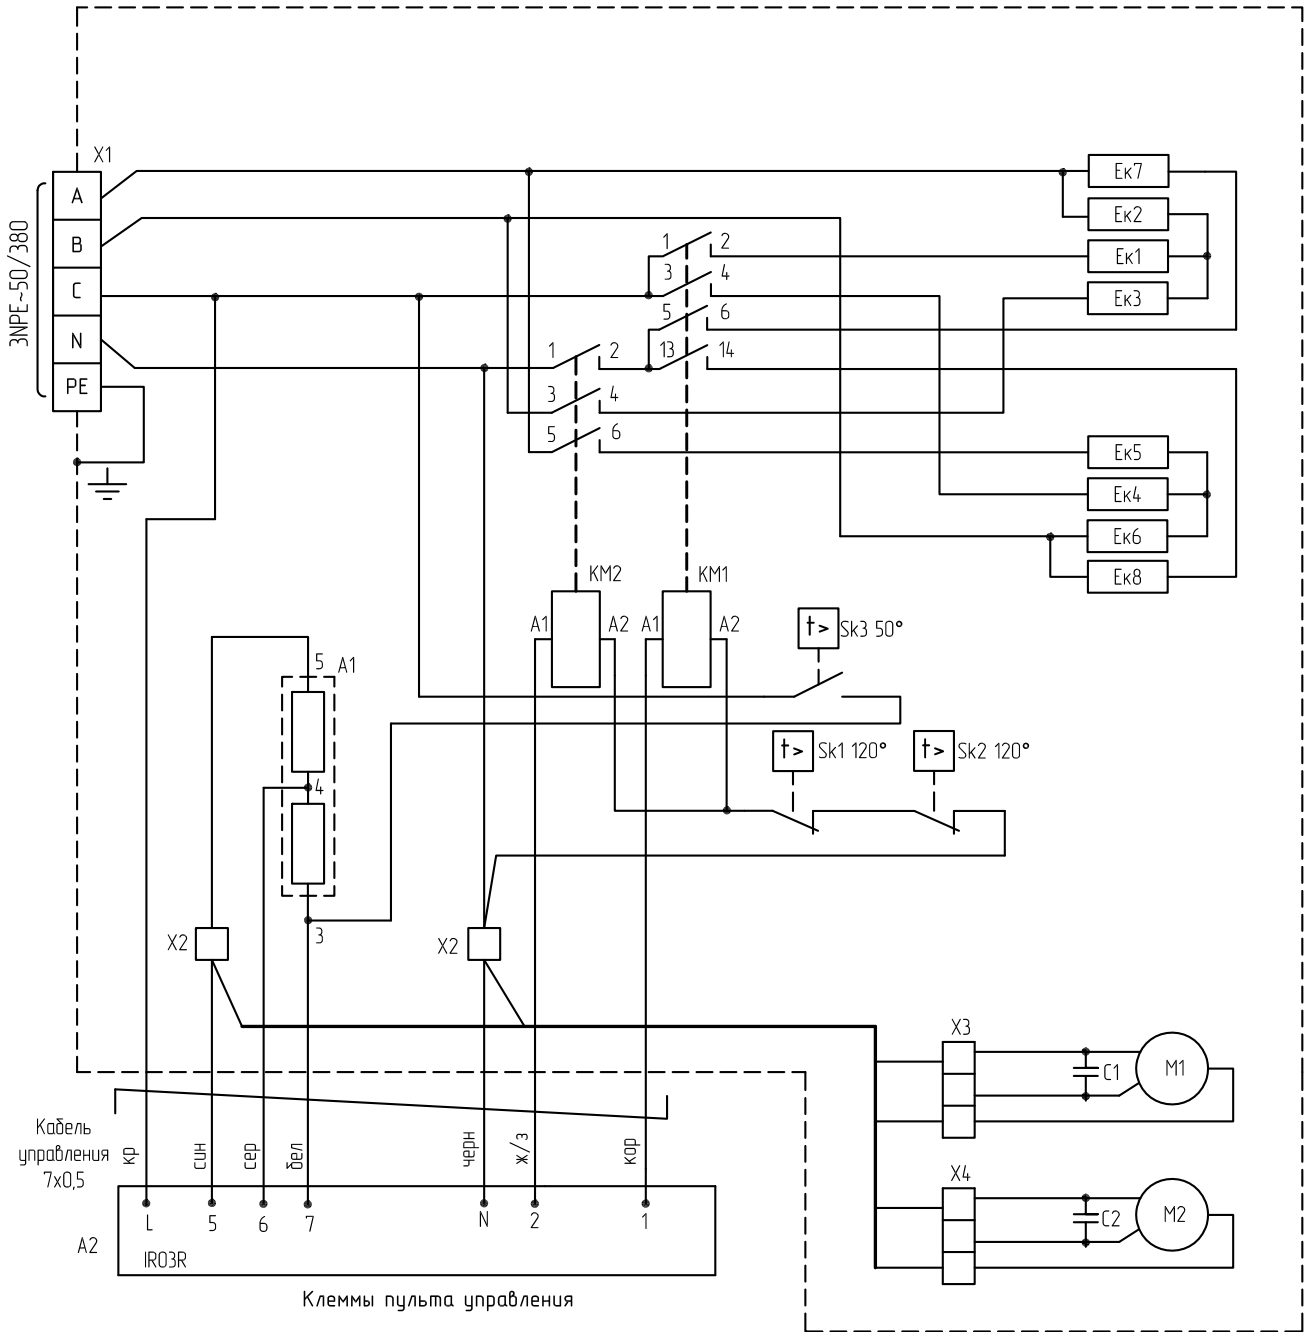 X1
A
B
C
N
PE
3NPE~50/380
Ек7
Ек2
Ек1
Ек3
1 2
3 4
5 6
13 14
1 2
3 4
5 6
Ек5
Ек4
Ек6
Ек8
KM2
KM1
A1 A2
A1 A2
t> Sk3 50°
t> Sk1 120°
t> Sk2 120°
5
A1
4
3
X2
X2
X3
C1
M1
X4
C2
M2
Кабель
управления
7x0,5
кр
син
сер
бел
черн
ж/з
кор
L 5 6 7 N 2 1
A2
IR03R
Клеммы пульта управления